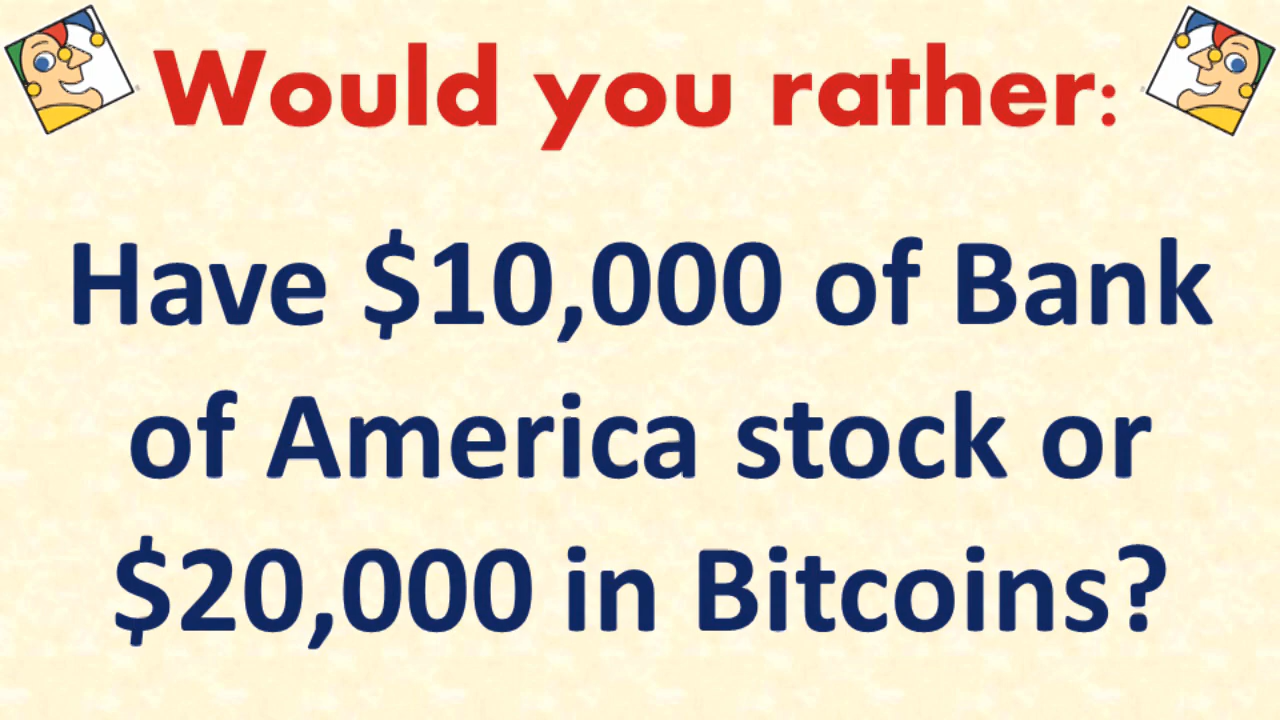 Would you rather:
Have $10,000 of Bank
of America stock or
$20,000 in Bitcoins?